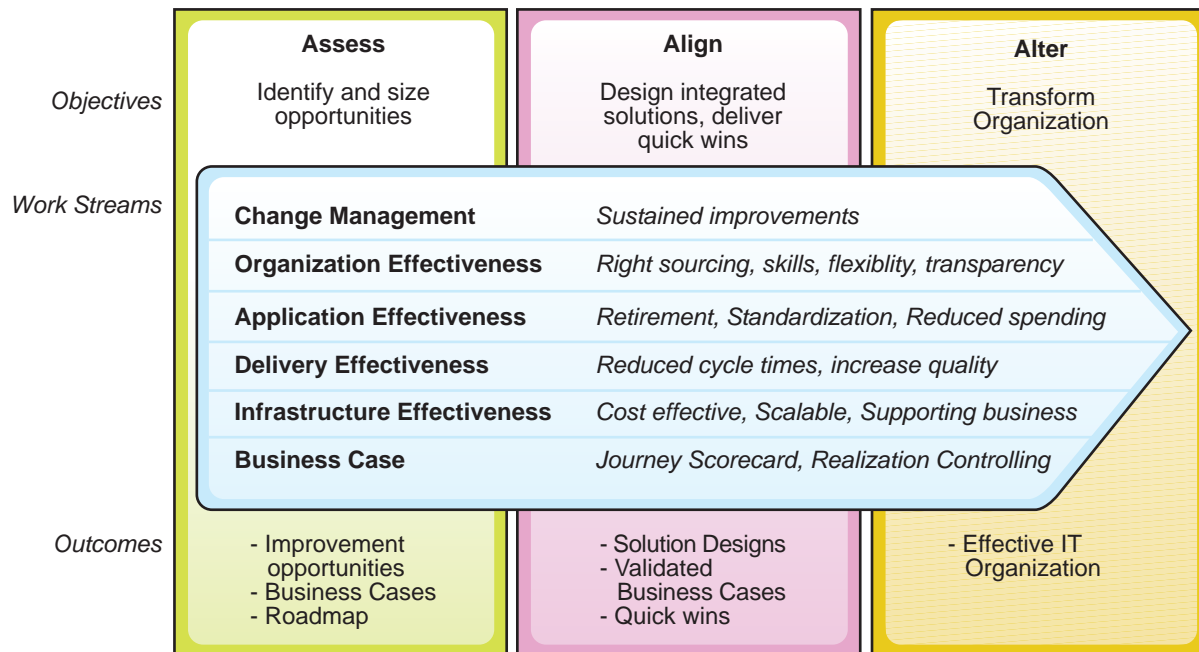 Assess
Align
Alter
Objectives
Identify and size
opportunities
Design integrated
solutions, deliver
quick wins
Transform
Organization
Work Streams
Change Management
Sustained improvements
Organization Effectiveness
Right sourcing, skills, flexiblity, transparency
Application Effectiveness
Retirement, Standardization, Reduced spending
Delivery Effectiveness
Reduced cycle times, increase quality
Infrastructure Effectiveness
Cost effective, Scalable, Supporting business
Business Case
Journey Scorecard, Realization Controlling
Outcomes
- Improvement
opportunities
- Business Cases
- Roadmap
- Solution Designs
- Validated
Business Cases
- Quick wins
- Effective IT
Organization